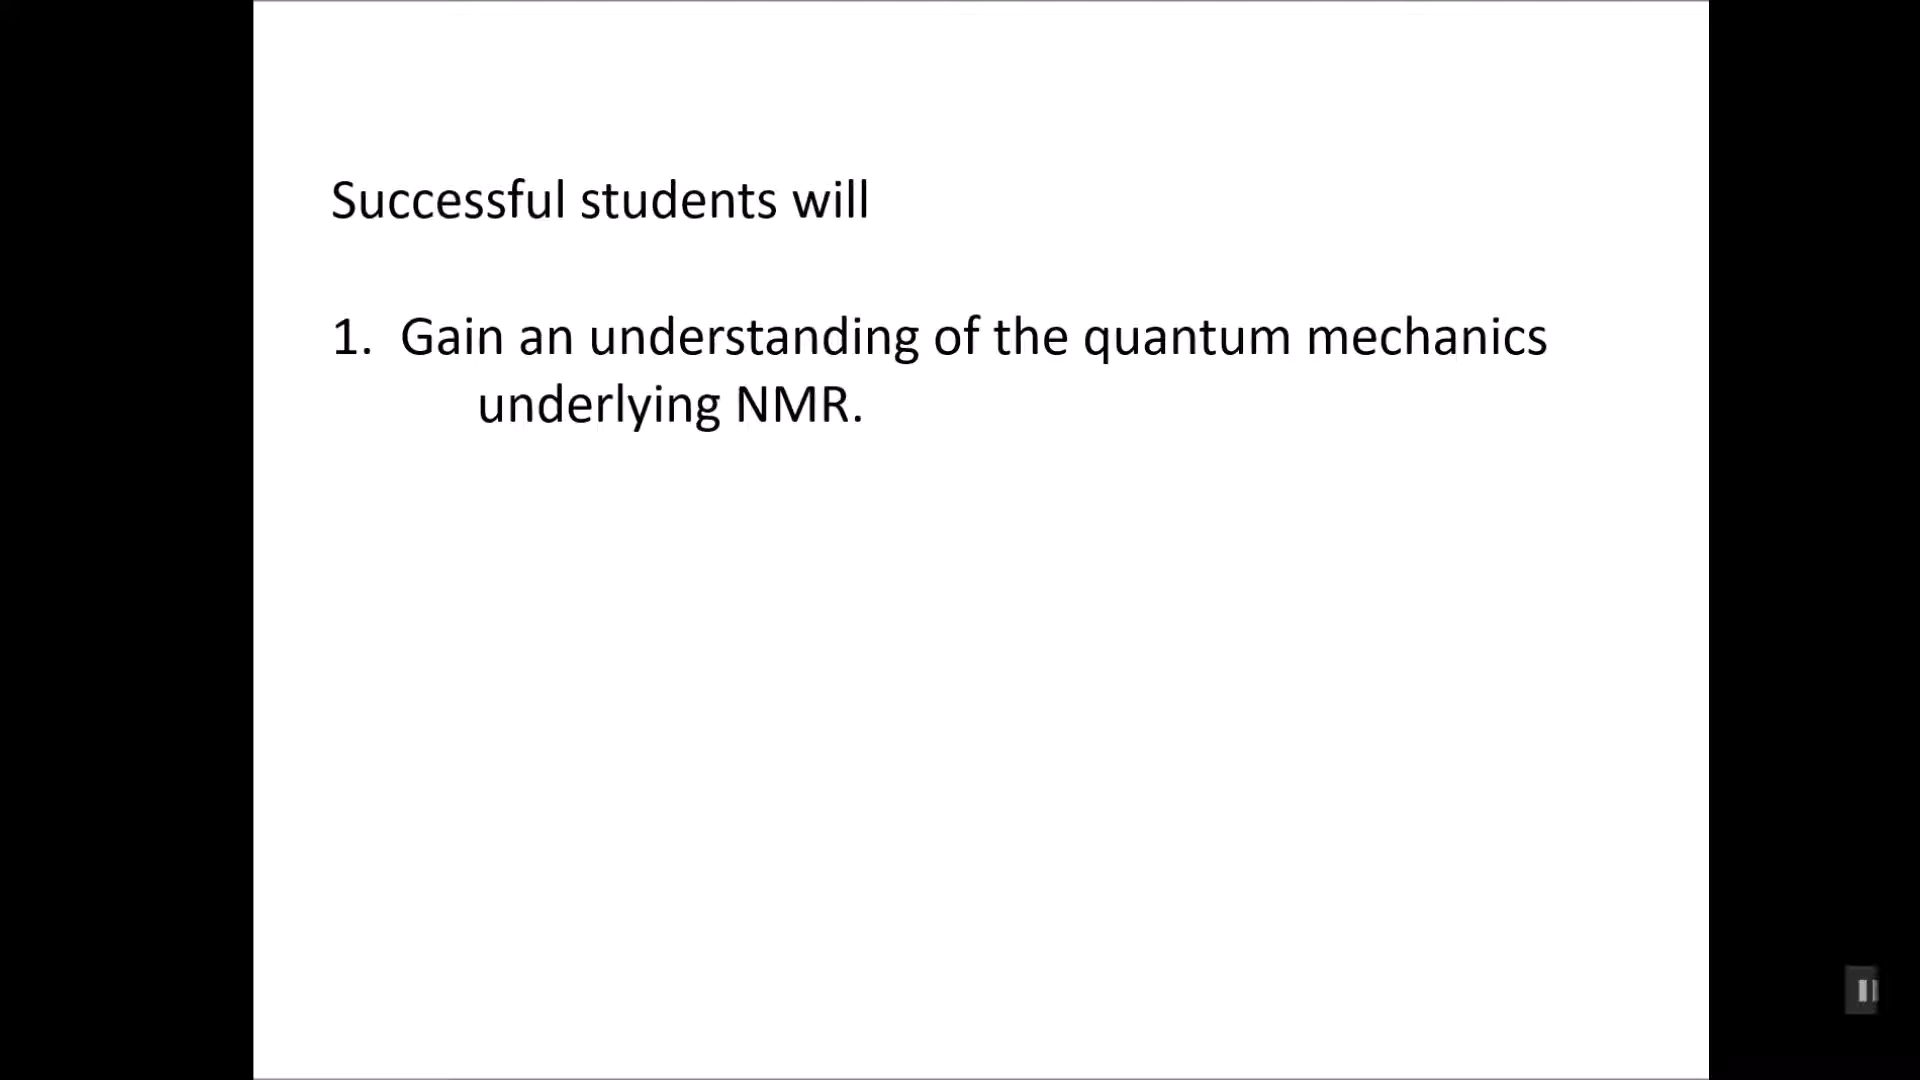 Successful students will
1. Gain an understanding of the quantum mechanics
underlying NMR.